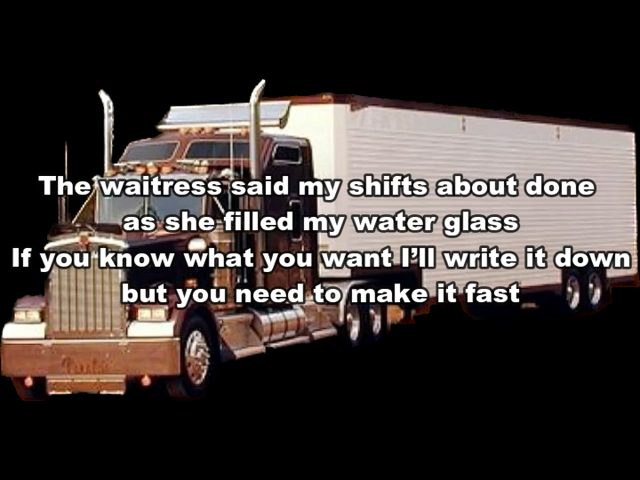 The waitress said my shifts about done
as she filled my water glass
If you know what you want I'll write it down
but you need to make it fast